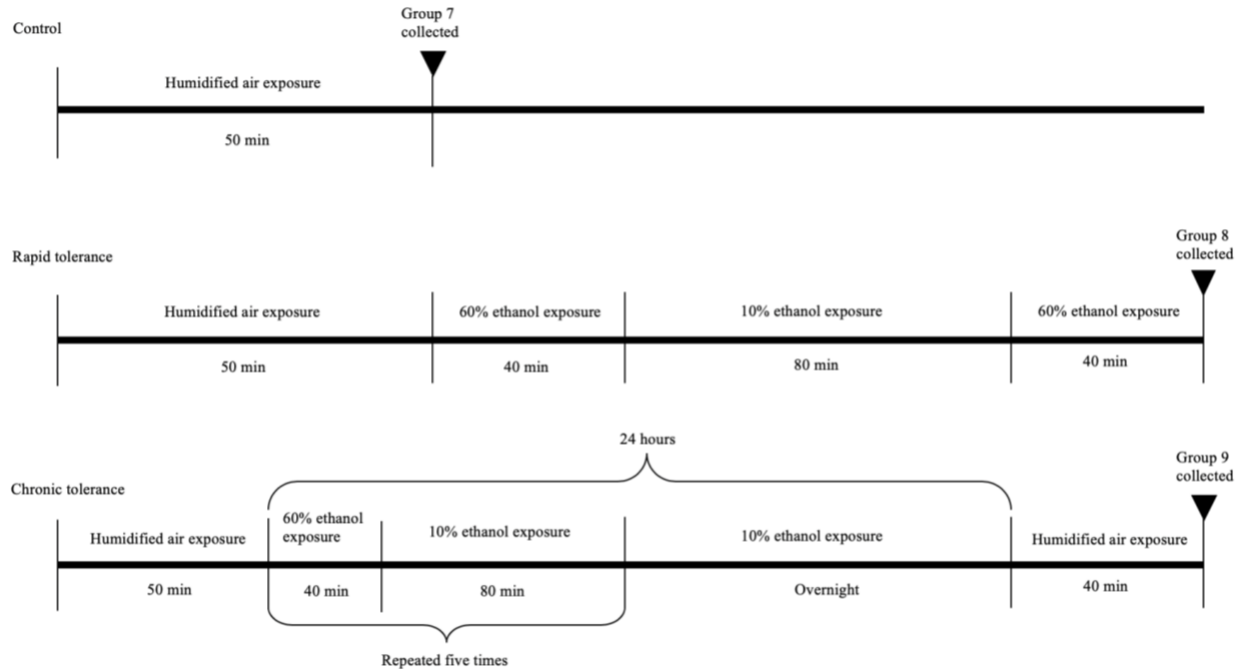 Group 7
collected
Control
Humidified air exposure
50 min
Group 8
collected
Rapid tolerance
Humidified air exposure
60% ethanol exposure
10% ethanol exposure
60% ethanol exposure
50 min
40 min
80 min
40 min
24 hours
Group 9
collected
Chronic tolerance
Humidified air exposure
60% ethanol
exposure
10% ethanol exposure
10% ethanol exposure
Humidified air exposure
50 min
40 min
80 min
Overnight
40 min
Repeated five times